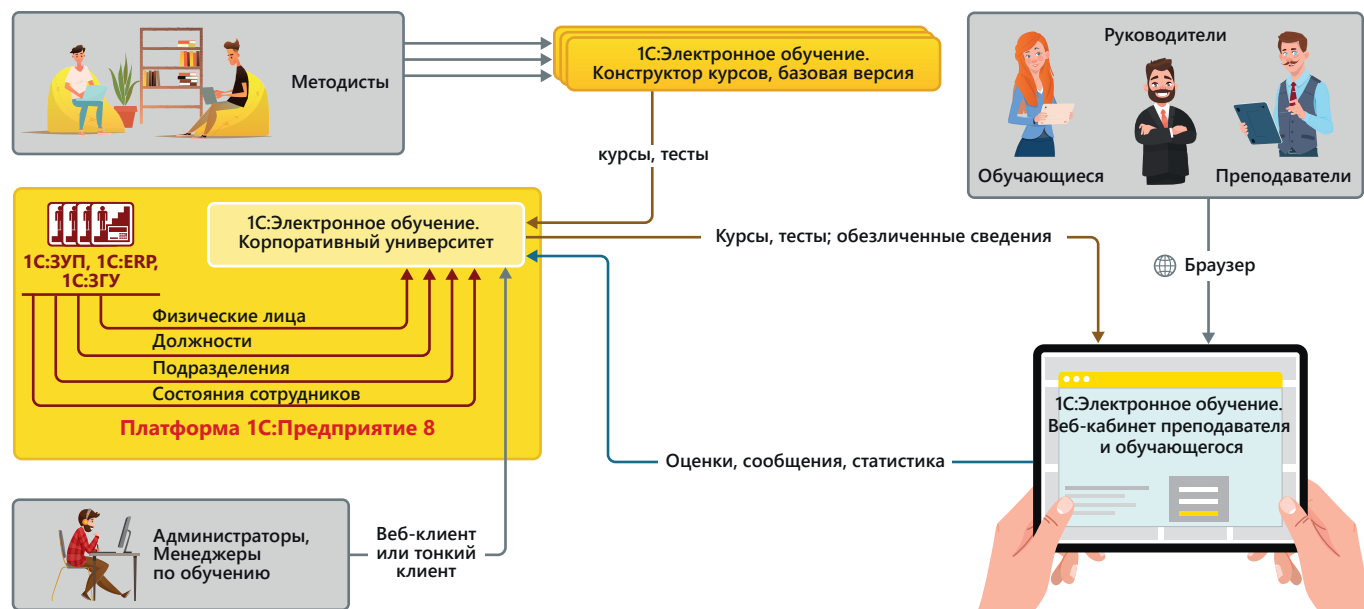 Методисты
1С:Электронное обучение.
Конструктор курсов, базовая версия
Руководители
Обучающиеся
Преподаватели
курсы, тесты
1С:ЗУП, 1С:ERP,
1С:ЗГУ
1С:Электронное обучение.
Корпоративный университет
Курсы, тесты; обезличенные сведения
Браузер
Физические лица
Должности
Подразделения
Состояния сотрудников
Платформа 1С:Предприятие 8
1С:Электронное обучение.
Веб-кабинет преподавателя
и обучающегося
Оценки, сообщения, статистика
Администраторы,
Менеджеры
по обучению
Веб-клиент
или тонкий
клиент